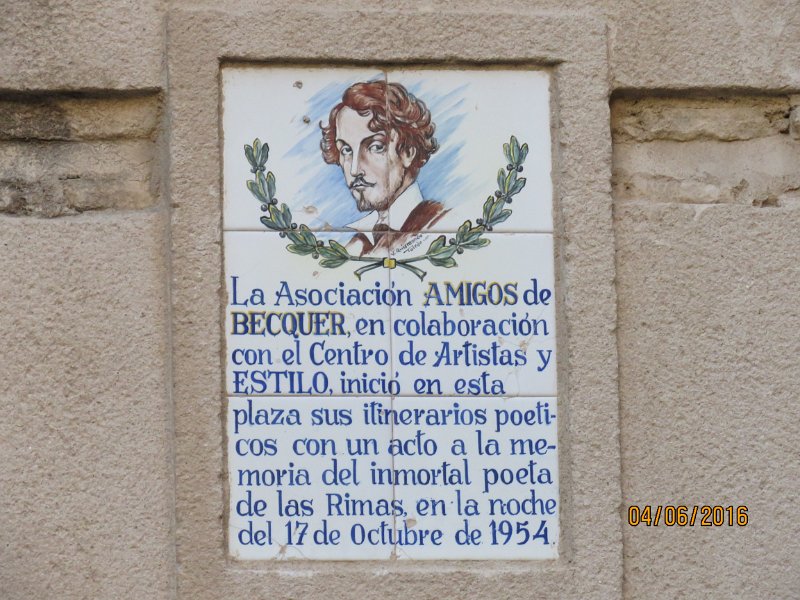 La Asociación AMIGOS de
BECQUER, en colaboración
con el Centro de Artistas y
ESTILO, inició en esta
plaza sus itinerarios poeti-
cos con un acto a la me-
moria del inmortal poeta
de las Rimas, en la noche
del 17 de Octubre de 1954.
04/06/2016